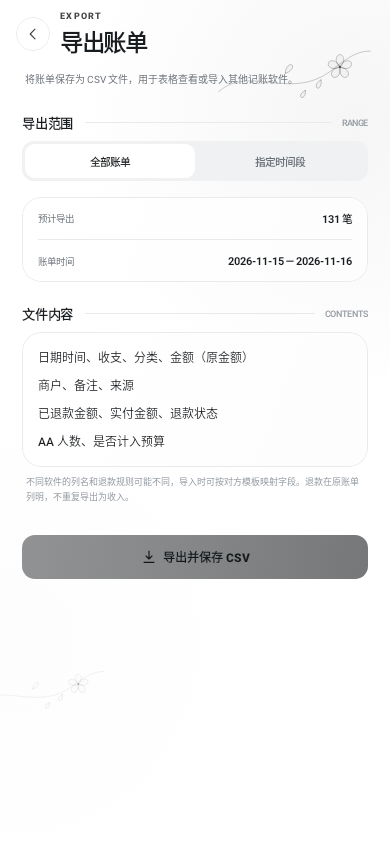 EXPORT
导出账单
将账单保存为 CSV 文件，用于表格查看或导入其他记账软件。
导出范围 RANGE
全部账单 指定时间段
预计导出 131 笔
账单时间 2026-11-15 — 2026-11-16
文件内容 CONTENTS
日期时间、收支、分类、金额（原金额）
商户、备注、来源
已退款金额、实付金额、退款状态
AA 人数、是否计入预算
不同软件的列名和退款规则可能不同，导入时可按对方模板映射字段。退款在原账单
列明，不重复导出为收入。
导出并保存 CSV